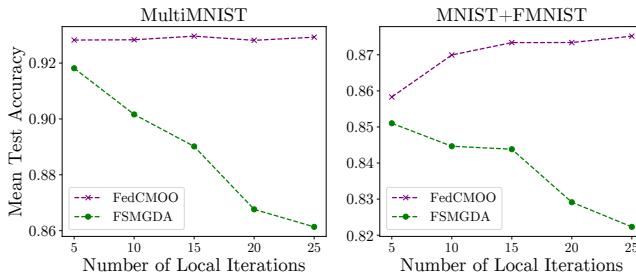 MultiMNIST
Mean Test Accuracy
0.92
0.90
0.88
0.86
FedCMOO
FSMGDA
5 10 15 20 25
Number of Local Iterations
MNIST+FMNIST
0.87
0.86
0.85
0.84
0.83
0.82
FedCMOO
FSMGDA
5 10 15 20 25
Number of Local Iterations